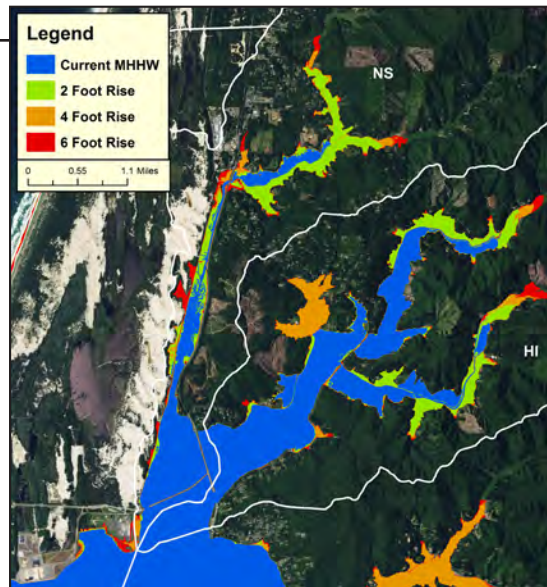 Legend
Current MHHW
2 Foot Rise
4 Foot Rise
6 Foot Rise
0 0.55 1.1 Miles
NS
HI